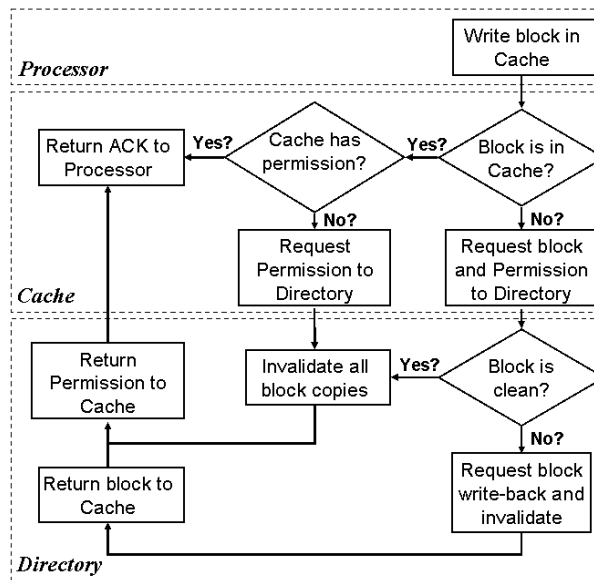 Write block in
Cache
Processor
Return ACK to
Processor
Yes?
Cache has
permission?
Yes?
Block is in
Cache?
No?
No?
Request
Permission to
Directory
Request block
and Permission
to Directory
Cache
Return
Permission to
Cache
Invalidate all
block copies
Yes?
Block is
clean?
No?
Return block to
Cache
Request block
write-back and
invalidate
Directory